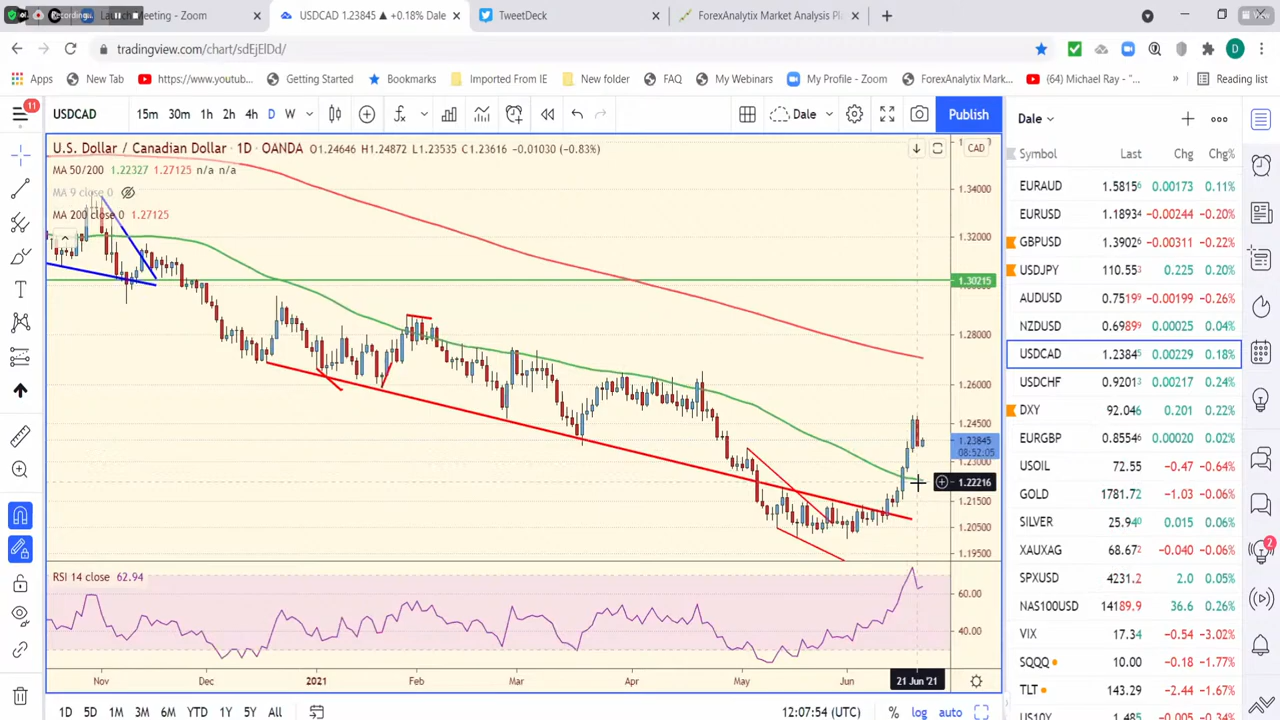 Recording...
Meeting - Zoom
USDCAD 1.23845 ▲ +0.18% Dale
TweetDeck
ForexAnalytix Market Analysis Pl
tradingview.com/chart/sdEjElDd/
D
Apps
New Tab
https://www.youtub...
Getting Started
Bookmarks
Imported From IE
New folder
FAQ
My Webinars
My Profile - Zoom
ForexAnalytix Mark...
(64) Michael Ray -"...
»
Reading list
11
USDCAD
15m 30m 1h 2h 4h D W
Dale
Publish
Dale
U.S. Dollar / Canadian Dollar · 1D · OANDA O1.24646 H1.24872 L1.23535 C1.23616 -0.01030 (-0.83%)
CAD
MA 50/200 1.22327 1.27125 n/a n/a
MA 9 close 0
MA 200 close 0 1.27125
1.34000
1.32000
1.30215
1.28000
1.26000
1.24500
1.23845
08:52:05
1.22216
1.21500
1.20500
1.19500
RSI 14 close 62.94
60.00
40.00
Nov Dec 2021 Feb Mar Apr May Jun 21 Jun '21
1D 5D 1M 3M 6M YTD 1Y 5Y All
12:07:54 (UTC)
% log auto
Symbol Last Chg Chg%
EURAUD 1.5815⁶ 0.00173 0.11%
EURUSD 1.1893⁴ -0.00244 -0.20%
GBPUSD 1.3902⁶ -0.00311 -0.22%
USDJPY 110.55³ 0.225 0.20%
AUDUSD 0.7519⁹ -0.00199 -0.26%
NZDUSD 0.6989⁹ 0.00025 0.04%
USDCAD 1.2384⁵ 0.00229 0.18%
USDCHF 0.9201³ 0.00217 0.24%
DXY 92.046 0.201 0.22%
EURGBP 0.8554⁶ 0.00020 0.02%
USOIL 72.55 -0.47 -0.64%
GOLD 1781.72 -1.03 -0.06%
SILVER 25.940 0.015 0.06%
XAUXAG 68.67² -0.040 -0.06%
SPXUSD 4231.2 2.0 0.05%
NAS100USD 14189.9 36.6 0.26%
VIX 17.34 -0.54 -3.02%
SQQQ 10.00 -0.18 -1.77%
TLT 143.29 -2.44 -1.67%
2